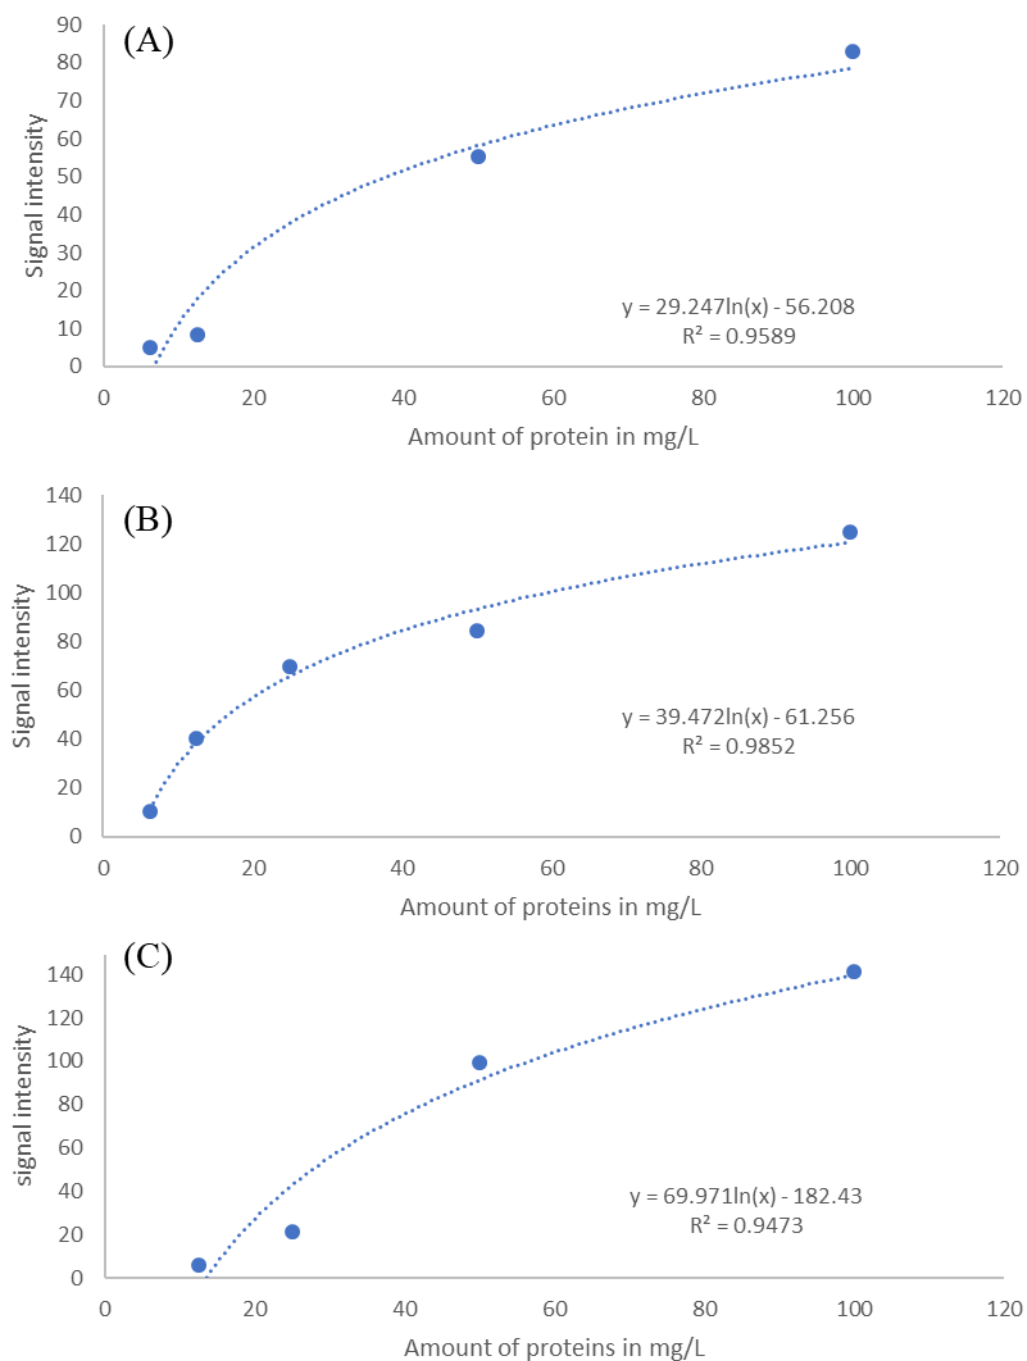 (A)
90
80
70
60
50
40
30
20
10
0
Signal intensity
y = 29.247ln(x) - 56.208
R² = 0.9589
0 20 40 60 80 100 120
Amount of protein in mg/L
(B)
140
120
100
80
60
40
20
0
Signal intensity
y = 39.472ln(x) - 61.256
R² = 0.9852
0 20 40 60 80 100 120
Amount of proteins in mg/L
(C)
140
120
100
80
60
40
20
0
signal intensity
y = 69.971ln(x) - 182.43
R² = 0.9473
0 20 40 60 80 100 120
Amount of proteins in mg/L